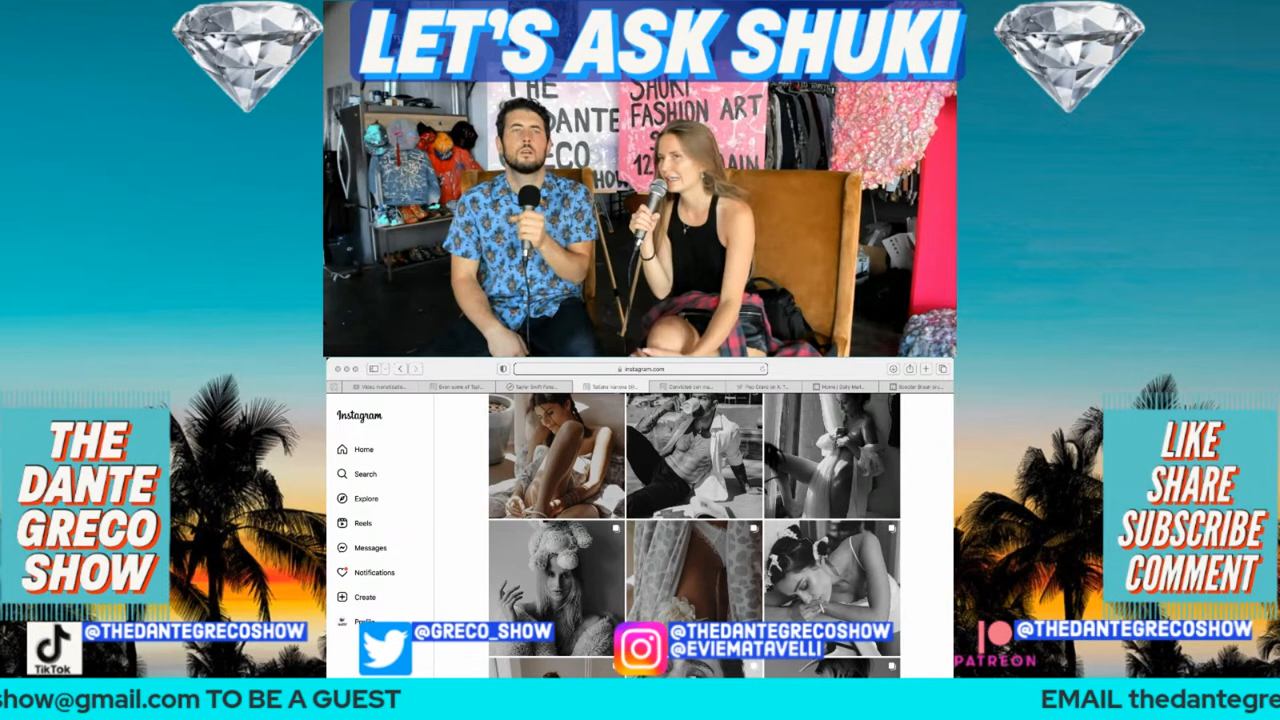 LET'S ASK SHUKI
THE
DANTE
GRECO
SHOW
SHUKI
FASHION ART
instagram.com
Instagram
Home
Search
Explore
Reels
Messages
Notifications
Create
Profile
THE
DANTE
GRECO
SHOW
LIKE
SHARE
SUBSCRIBE
COMMENT
TikTok
@THEDANTEGRECOSHOW
@GRECO_SHOW
@THEDANTEGRECOSHOW
@EVIEMATAVELLI
PATREON
@THEDANTEGRECOSHOW
show@gmail.com TO BE A GUEST
EMAIL thedantegre